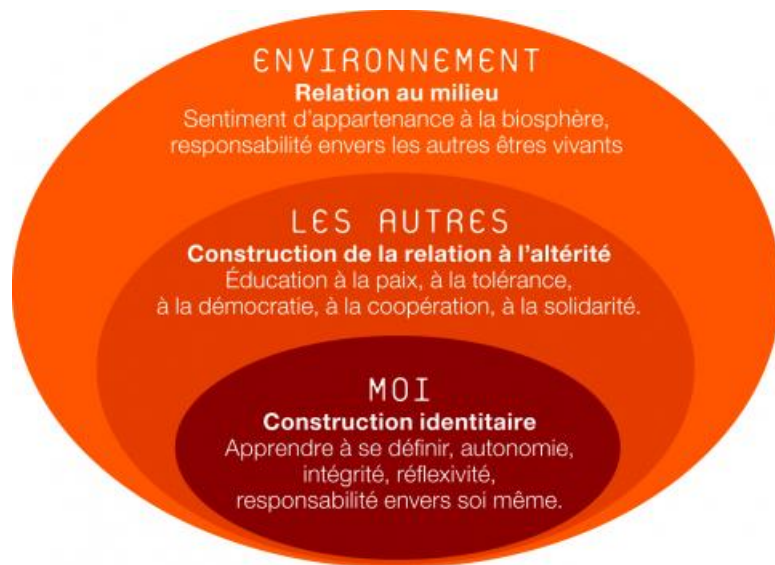 ENVIRONNEMENT
Relation au milieu
Sentiment d'appartenance à la biosphère,
responsabilité envers les autres êtres vivants
LES AUTRES
Construction de la relation à l'altérité
Éducation à la paix, à la tolérance,
à la démocratie, à la coopération, à la solidarité.
MOI
Construction identitaire
Apprendre à se définir, autonomie,
intégrité, réflexivité,
responsabilité envers soi même.